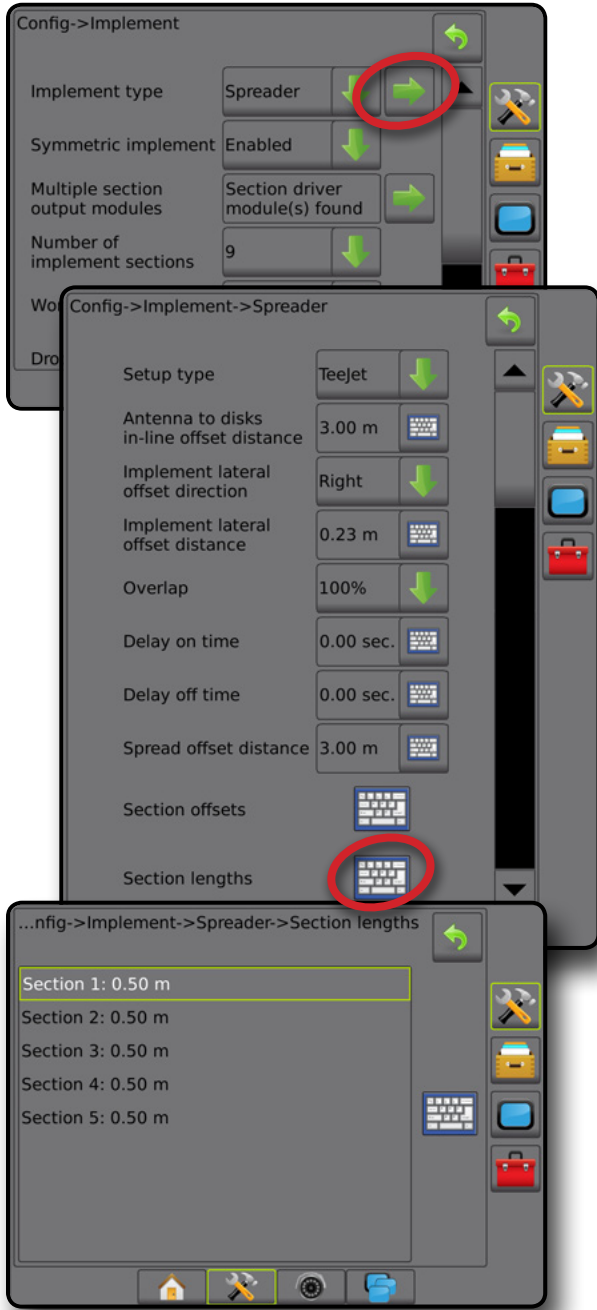 Config->Implement
Implement type Spreader
Symmetric implement Enabled
Multiple section
output modules
Section driver
module(s) found
Number of
implement sections
9
Config->Implement->Spreader
Setup type TeeJet
Antenna to disks
in-line offset distance
3.00 m
Implement lateral
offset direction
Right
Implement lateral
offset distance
0.23 m
Overlap 100%
Delay on time 0.00 sec.
Delay off time 0.00 sec.
Spread offset distance 3.00 m
Section offsets
Section lengths
...nfig->Implement->Spreader->Section lengths
Section 1: 0.50 m
Section 2: 0.50 m
Section 3: 0.50 m
Section 4: 0.50 m
Section 5: 0.50 m